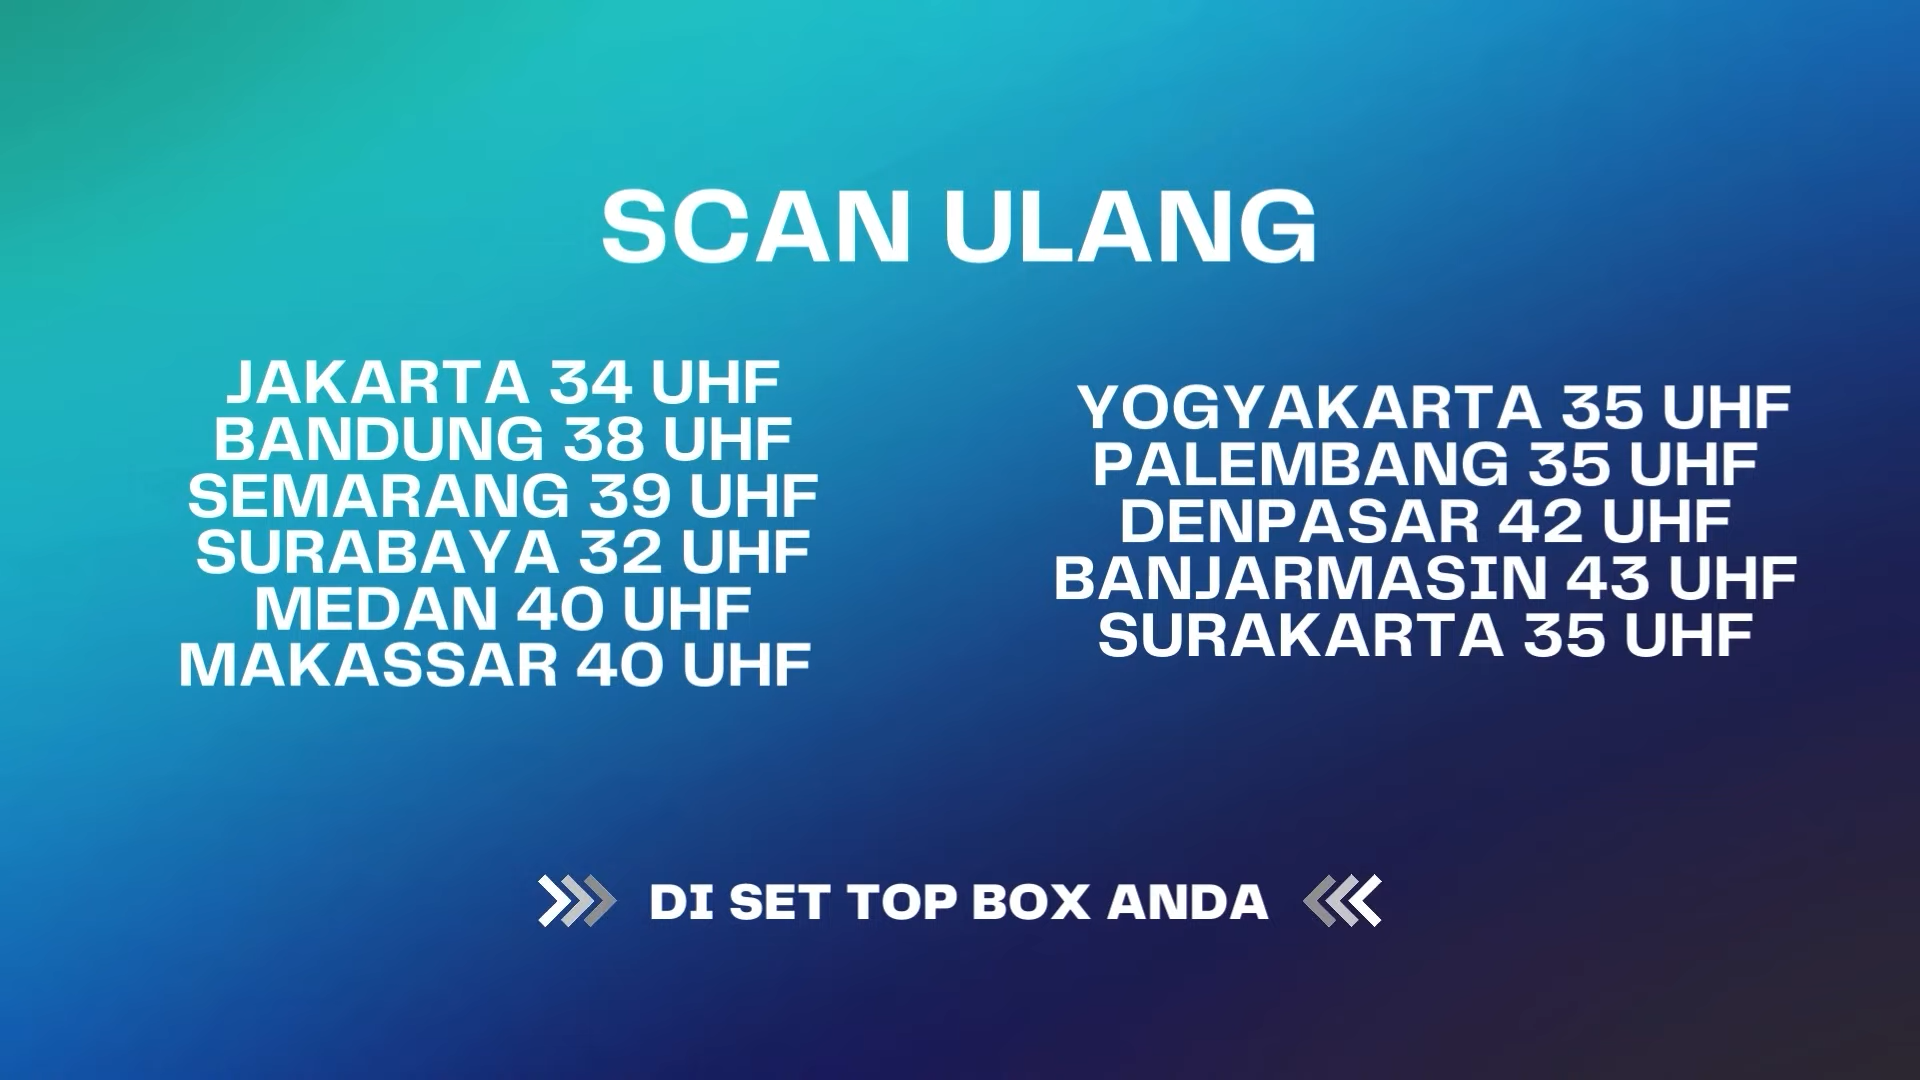 SCAN ULANG
JAKARTA 34 UHF
BANDUNG 38 UHF
SEMARANG 39 UHF
SURABAYA 32 UHF
MEDAN 40 UHF
MAKASSAR 40 UHF
YOGYAKARTA 35 UHF
PALEMBANG 35 UHF
DENPASAR 42 UHF
BANJARMASIN 43 UHF
SURAKARTA 35 UHF
DI SET TOP BOX ANDA